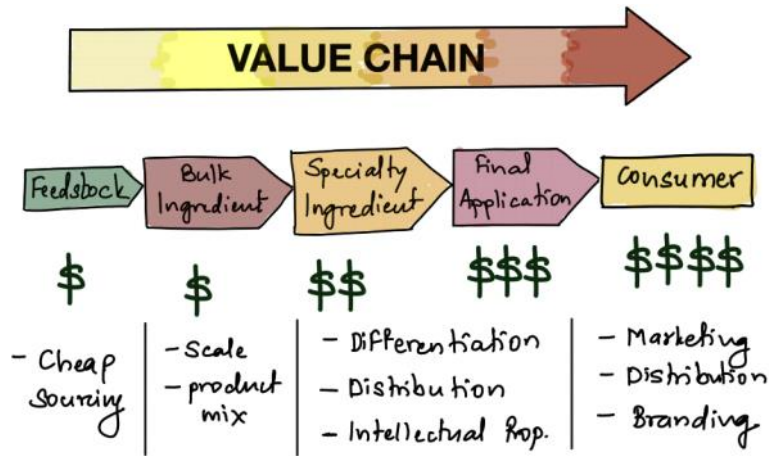 VALUE CHAIN
Feedstock
Bulk
Ingredient
Specialty
Ingredient
Final
Application
Consumer
$
$
$$
$$$
$$$$
- Cheap
Sourcing
- Scale
- product
mix
- Differentiation
- Distribution
- Intellectual Prop.
- Marketing
- Distribution
- Branding